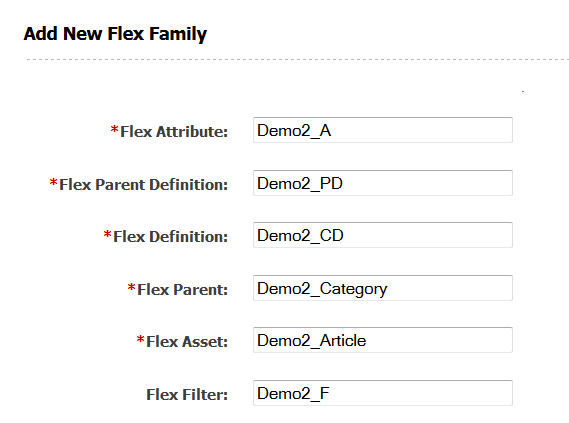 Add New Flex Family
*Flex Attribute: Demo2_A
*Flex Parent Definition: Demo2_PD
*Flex Definition: Demo2_CD
*Flex Parent: Demo2_Category
*Flex Asset: Demo2_Article
Flex Filter: Demo2_F